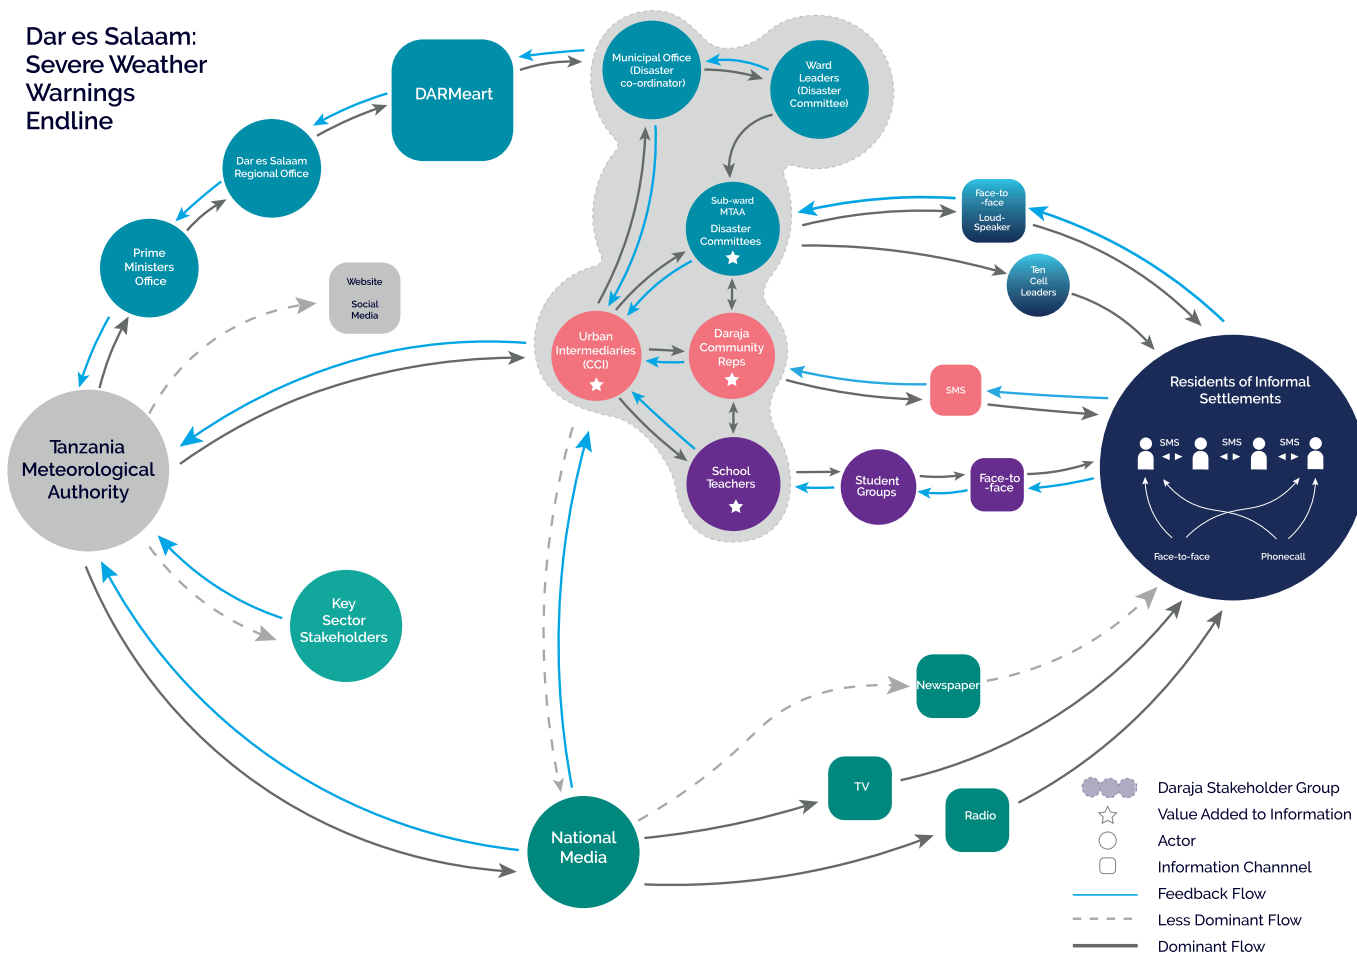 Dar es Salaam:
Severe Weather
Warnings
Endline
DARMeart
Municipal Office
(Disaster
co-ordinator)
Ward
Leaders
(Disaster
Committee)
Dar es Salaam
Regional Office
Prime
Ministers
Office
Website
Social
Media
Sub-ward
MTAA
Disaster
Committees
Face-to
-face
Loud-
Speaker
Ten
Cell
Leaders
Urban
Intermediaries
(CCI)
Daraja
Community
Reps
SMS
Residents of Informal
Settlements
SMS
SMS
SMS
Face-to-face
Phonecall
Tanzania
Meteorological
Authority
School
Teachers
Student
Groups
Face-to
-face
Key
Sector
Stakeholders
Newspaper
TV
Radio
National
Media
Daraja Stakeholder Group
Value Added to Information
Actor
Information Channnel
Feedback Flow
Less Dominant Flow
Dominant Flow